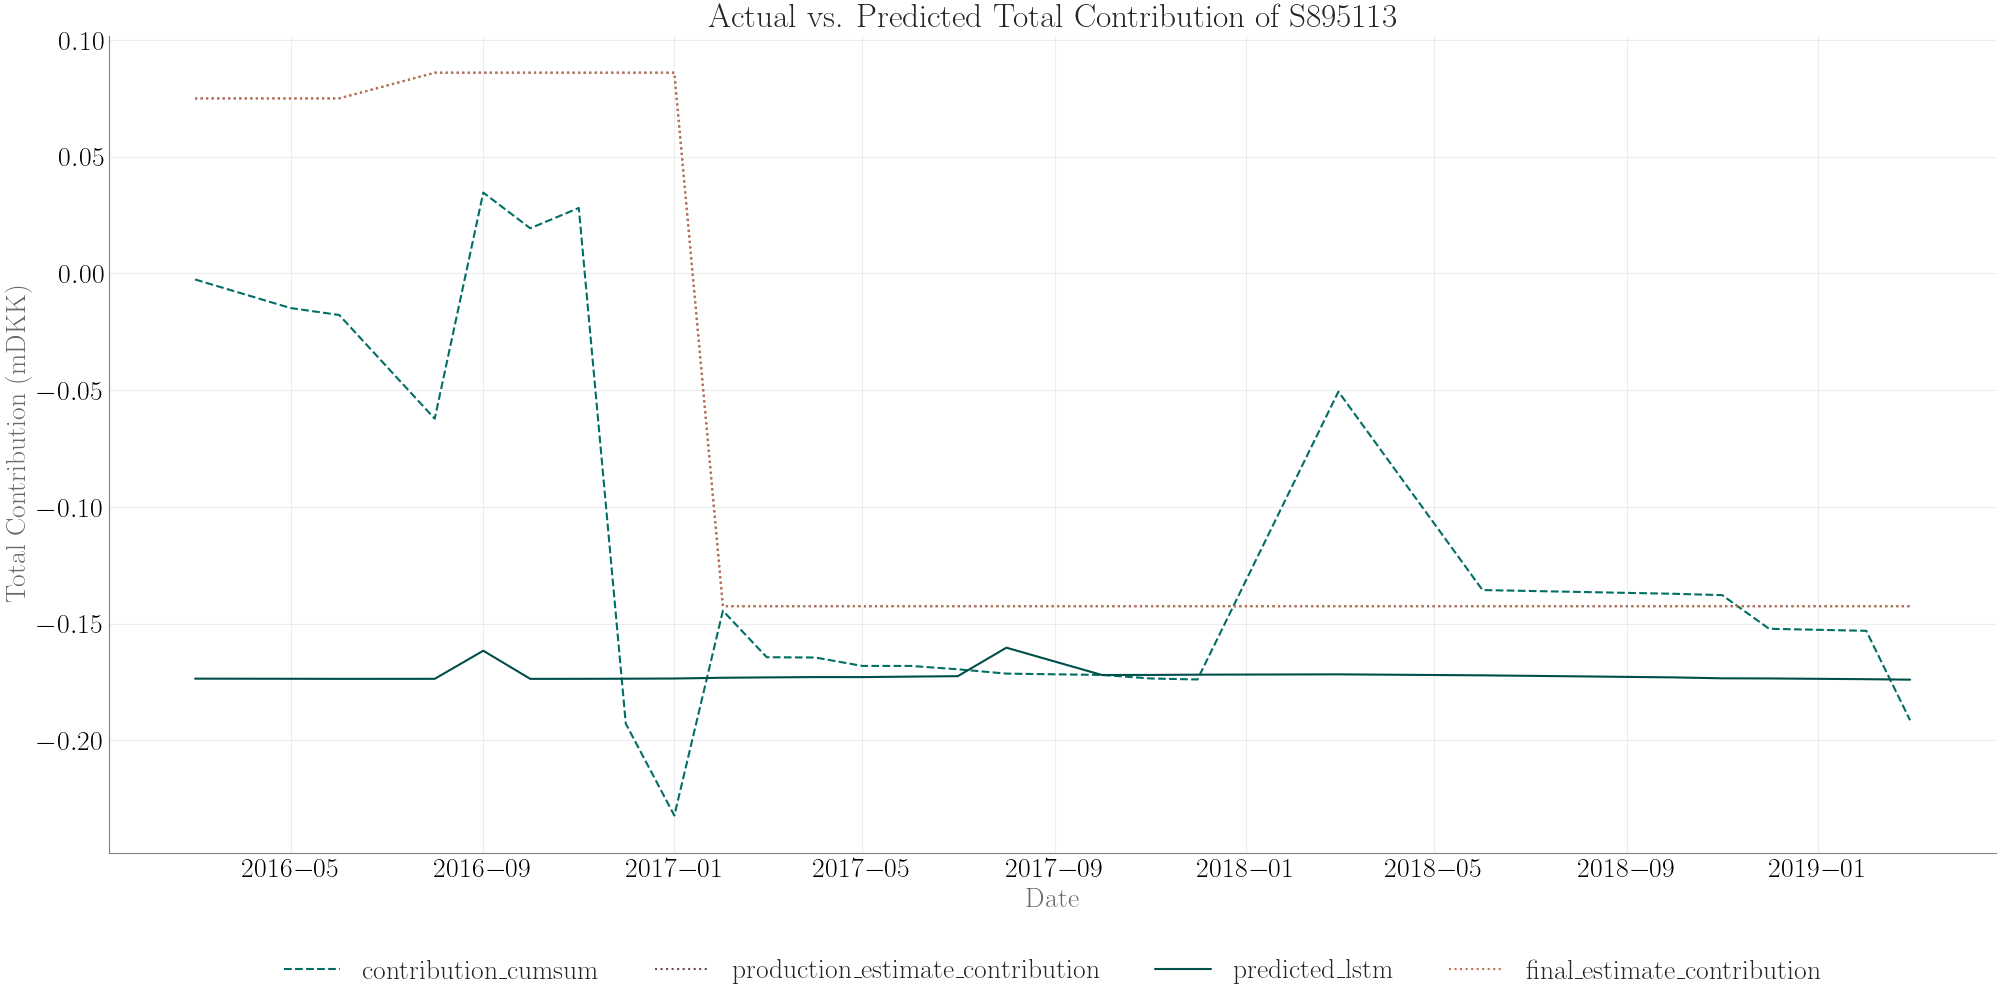 Actual vs. Predicted Total Contribution of S895113
Total Contribution (mDKK)
0.10
0.05
0.00
−0.05
−0.10
−0.15
−0.20
2016−05 2016−09 2017−01 2017−05 2017−09 2018−01 2018−05 2018−09 2019−01
Date
contribution_cumsum production_estimate_contribution predicted_lstm final_estimate_contribution